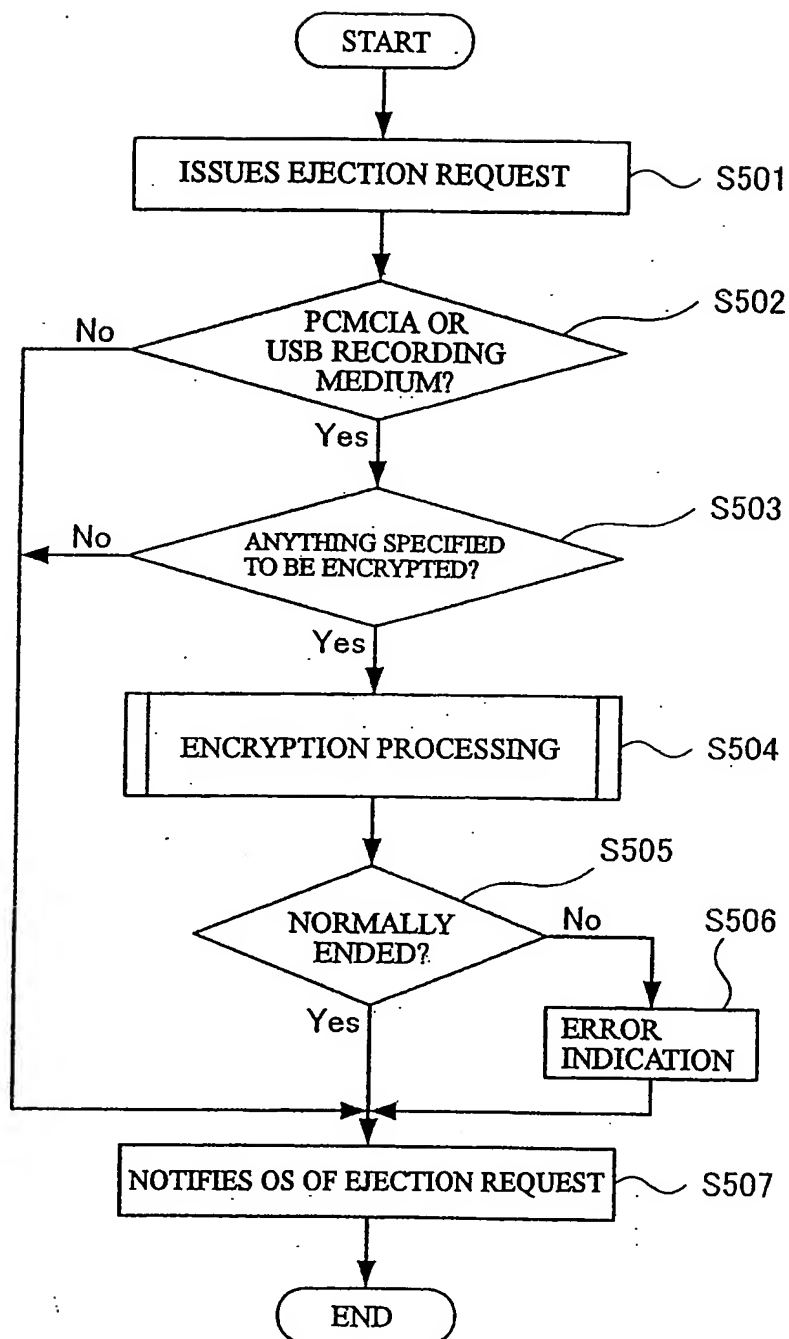 START
ISSUES EJECTION REQUEST
S501
PCMCIA OR
USB RECORDING
MEDIUM?
S502
No
Yes
ANYTHING SPECIFIED
TO BE ENCRYPTED?
S503
No
Yes
ENCRYPTION PROCESSING
S504
NORMALLY
ENDED?
S505
No
S506
Yes
ERROR
INDICATION
NOTIFIES OS OF EJECTION REQUEST
S507
END